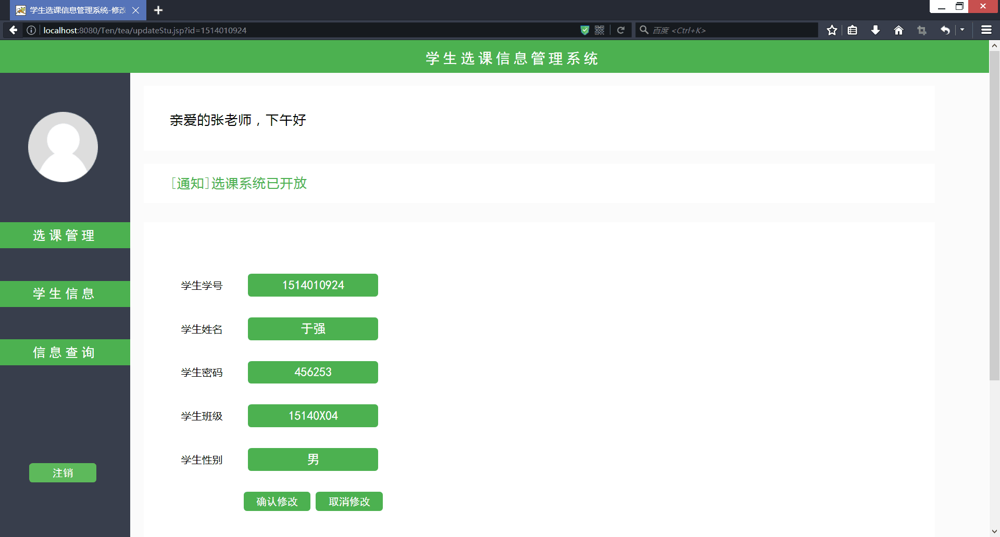 学生选课信息管理系统-修改
localhost:8080/Ten/tea/updateStu.jsp?id=1514010924
百度 <Ctrl+K>
学生选课信息管理系统
亲爱的张老师，下午好
[通知]选课系统已开放
选课管理
学生信息
信息查询
注销
学生学号 1514010924
学生姓名 于强
学生密码 456253
学生班级 15140X04
学生性别 男
确认修改 取消修改